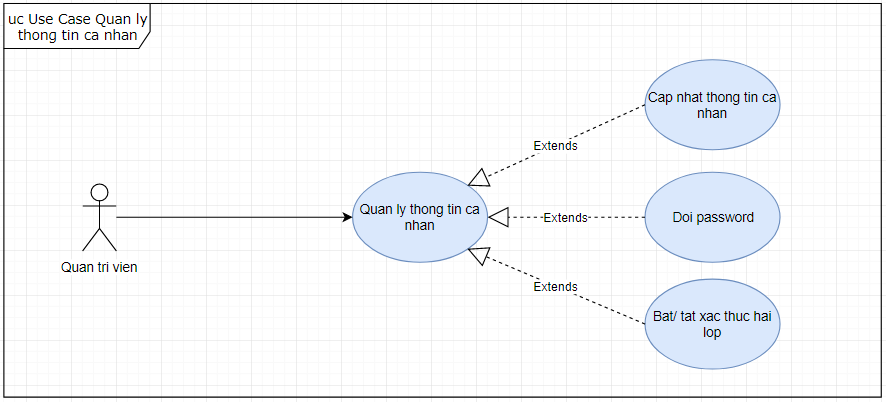 uc Use Case Quan ly
thong tin ca nhan
Cap nhat thong tin ca
nhan
Extends
Quan ly thong tin ca
nhan
Extends
Doi password
Quan tri vien
Extends
Bat/ tat xac thuc hai
lop